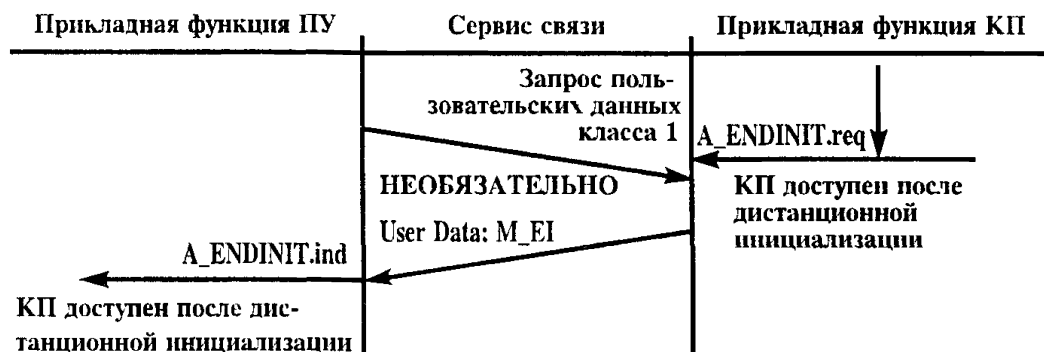 Прикладная функция ПУ
Сервис связи
Прикладная функция КП
Запрос поль-
зовательских данных
класса 1
A_ENDINIT.req
НЕОБЯЗАТЕЛЬНО
КП доступен после
дистанционной
инициализации
User Data: M_EI
A_ENDINIT.ind
КП доступен после дис-
танционной инициализации